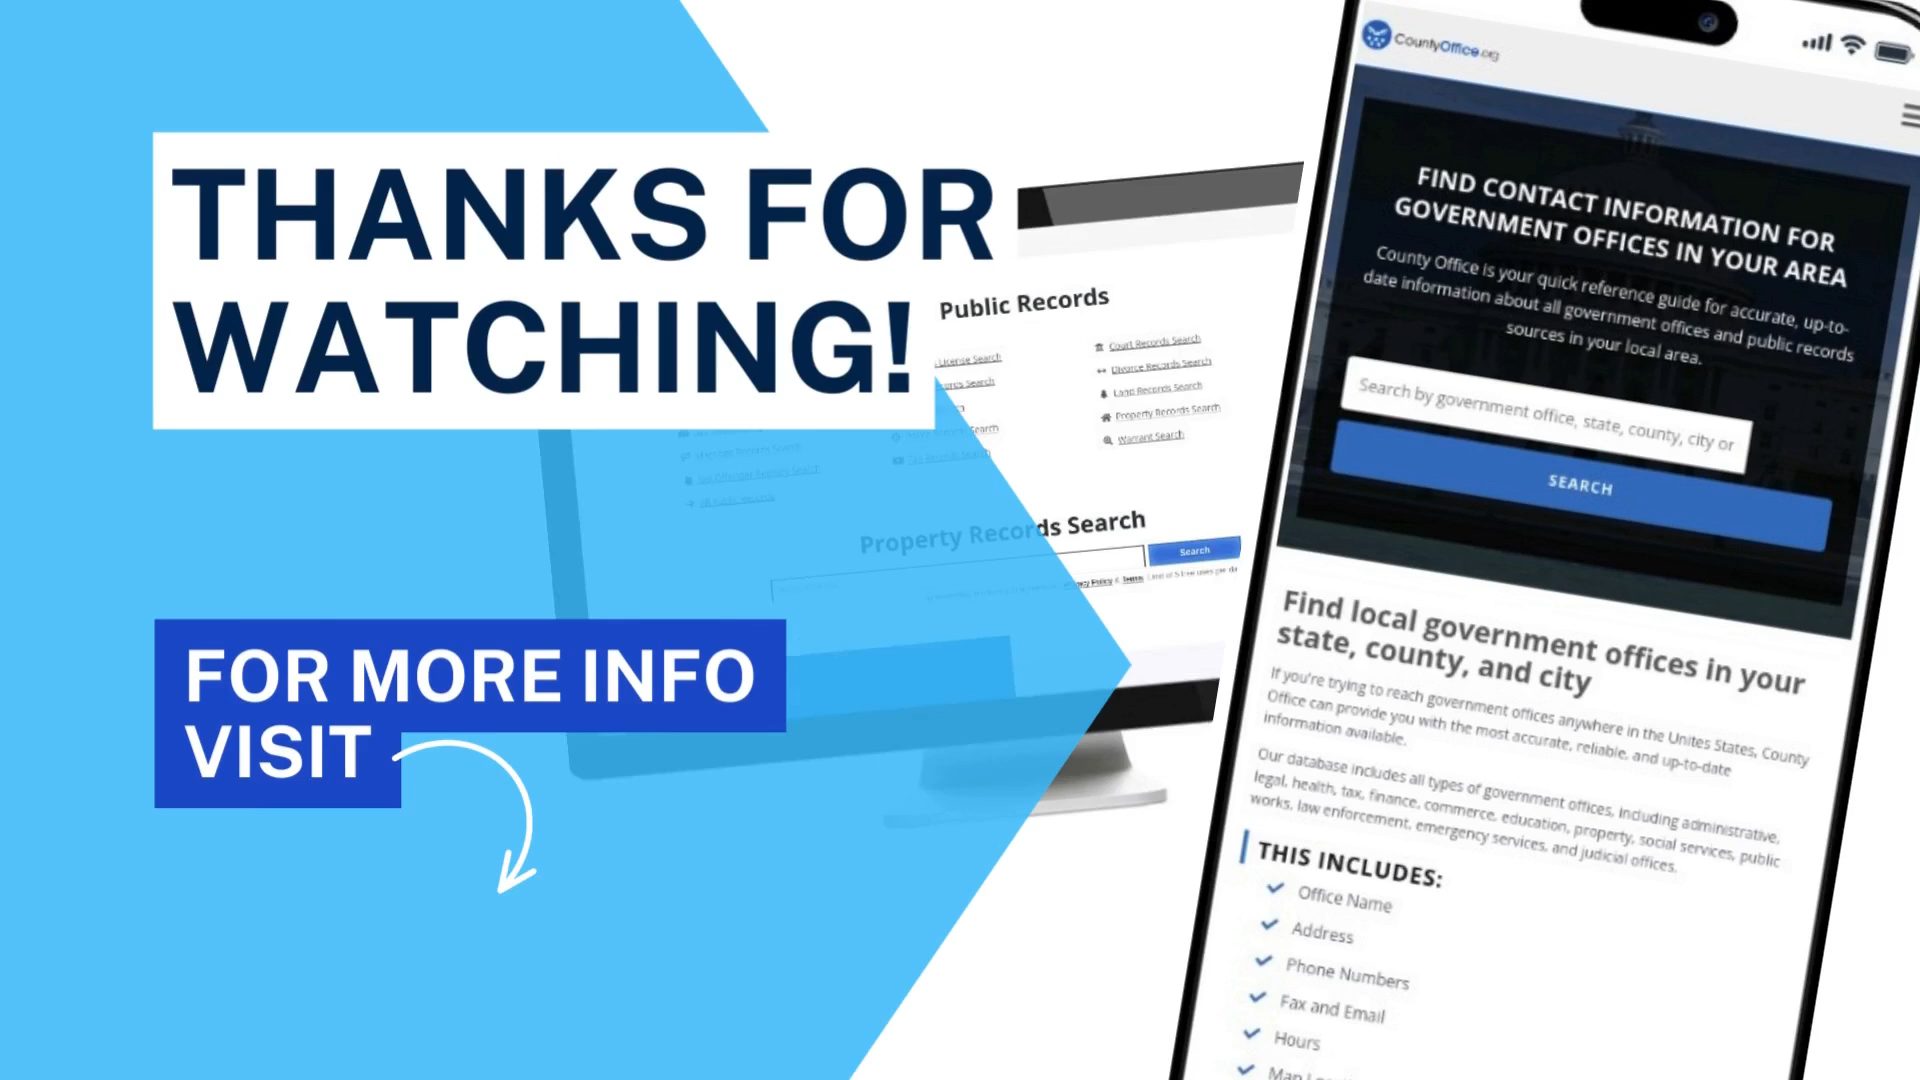 THANKS FOR
WATCHING!
FOR MORE INFO
VISIT
Public Records
License Search
Search
Search
Court Records Search
Divorce Records Search
Land Records Search
Property Records Search
Warrant Search
Property Records Search
Search
Policy & Terms
CountyOffice.org
FIND CONTACT INFORMATION FOR
GOVERNMENT OFFICES IN YOUR AREA
County Office is your quick reference guide for accurate, up-to-
date information about all government offices and public records
sources in your local area.
Search by government office, state, county, city or
SEARCH
Find local government offices in your
state, county, and city
If you're trying to reach government offices anywhere in the Unites States, County
Office can provide you with the most accurate, reliable, and up-to-date
information available.
Our database includes all types of government offices, including administrative,
legal, health, tax, finance, commerce, education, property, social services, public
works, law enforcement, emergency services, and judicial offices.
THIS INCLUDES:
Office Name
Address
Phone Numbers
Fax and Email
Hours